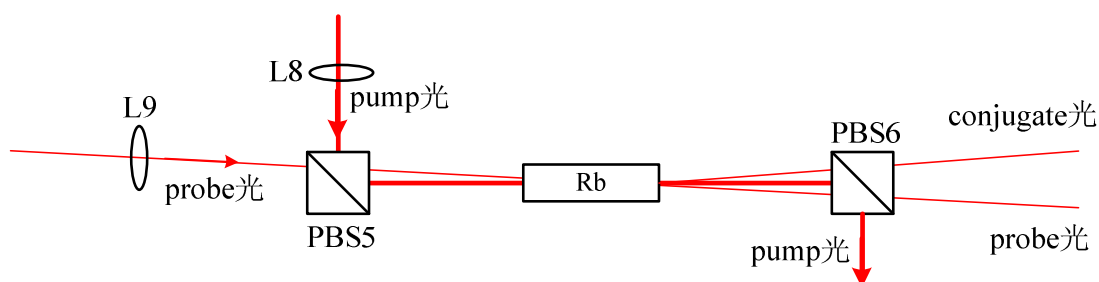 L8
pump光
L9
probe光
PBS5
Rb
PBS6
conjugate光
probe光
pump光